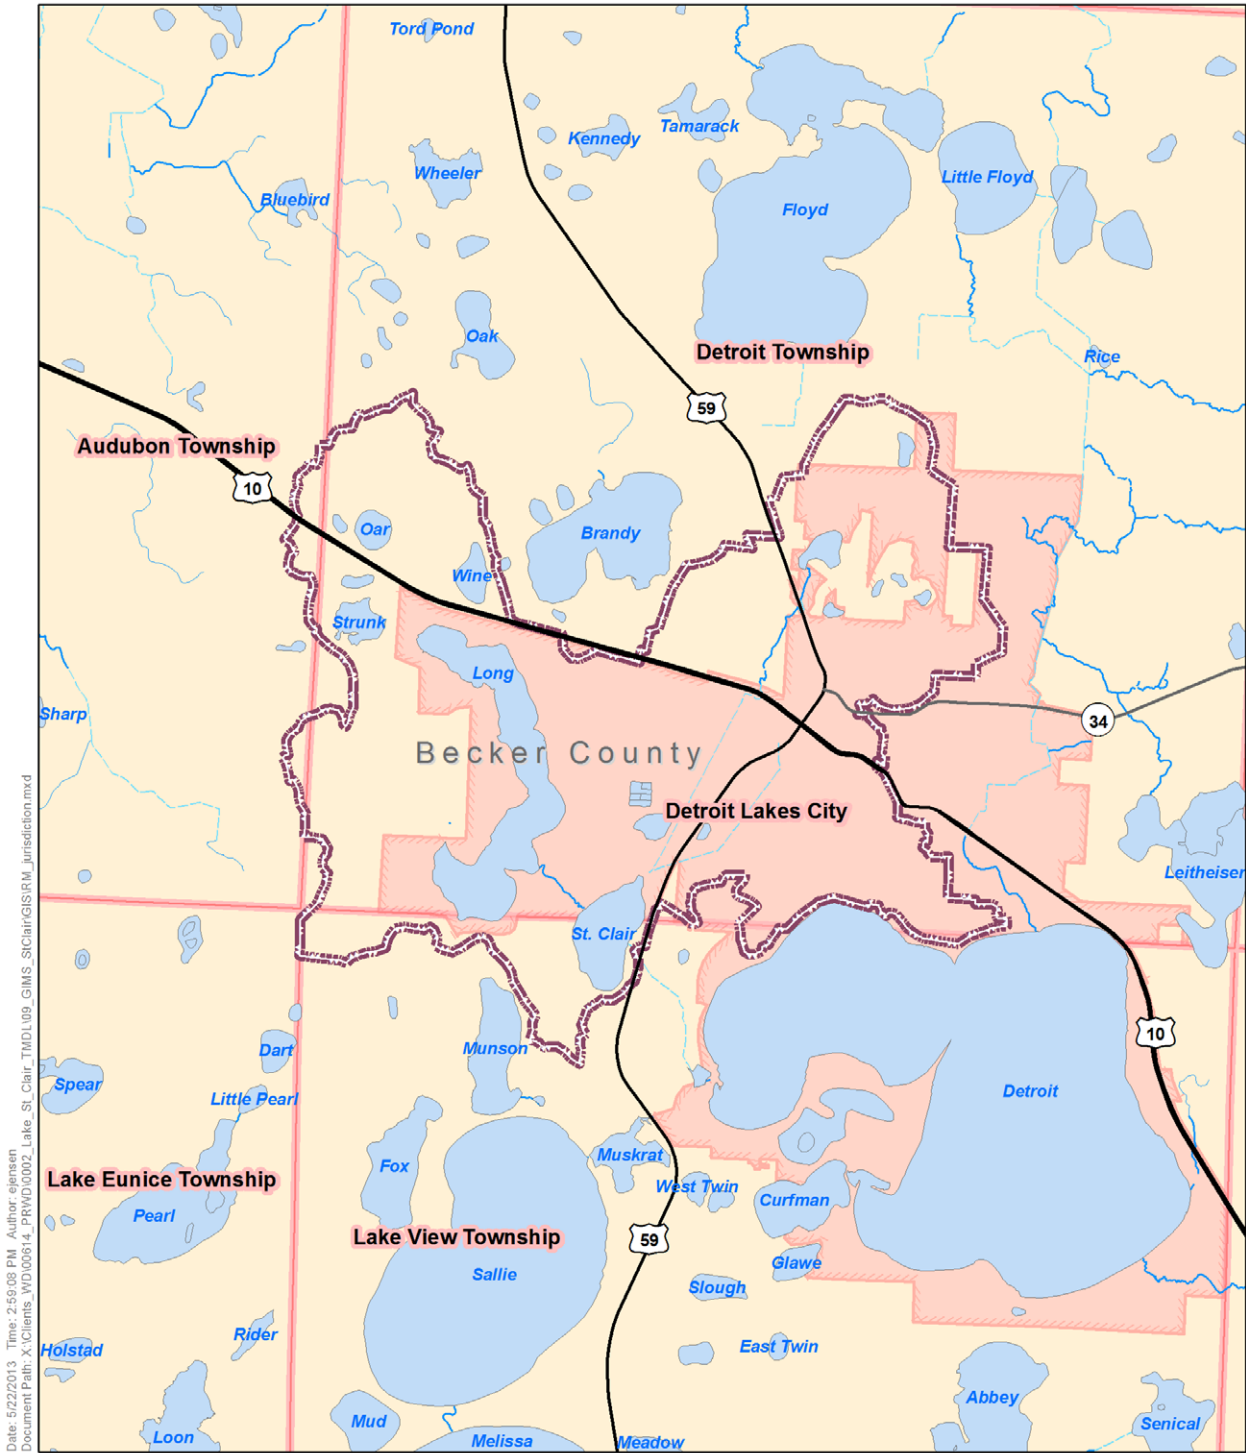 Tord Pond
Kennedy
Tamarack
Wheeler
Little Floyd
Bluebird
Floyd
Oak
Detroit Township
Rice
59
Audubon Township
10
Oar
Brandy
Wine
Strunk
Long
Sharp
34
Becker County
Detroit Lakes City
Leitheiser
St. Clair
Munson
Dart
10
Spear
Little Pearl
Detroit
Muskrat
Fox
Lake Eunice Township
West Twin
Curfman
Pearl
Lake View Township
59
Glawe
Sallie
Slough
Rider
East Twin
Holstad
Abbey
Mud
Senical
Loon
Melissa
Meadow
Date: 5/22/2013 Time: 2:59:08 PM Author: ejensen
Document Path: X:\Clients_WD\00614_PRWD\0002_Lake_St_Clair_TMDL\09_GIMS_StClair\GIS\RM_jurisdiction.mxd